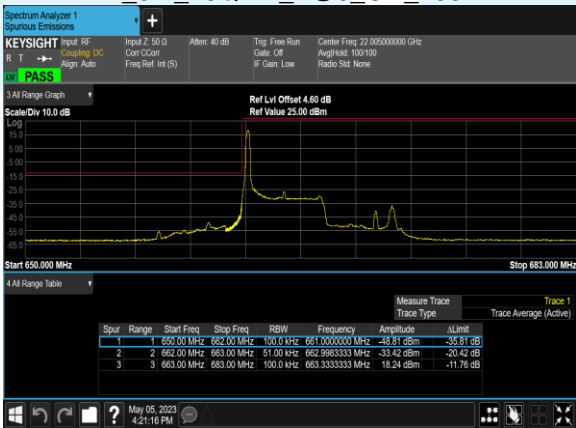 Spectrum Analyzer 1
Spurious Emissions
KEYSIGHT
R T
Input: RF
Coupling: DC
Align: Auto
Input Z: 50 Ω
Corr CCorr
Freq Ref: Int (S)
Atten: 40 dB
Trig: Free Run
Gate: Off
IF Gain: Low
Center Freq: 22.005000000 GHz
Avg|Hold: 100/100
Radio Std: None
PASS
3 All Range Graph
Scale/Div 10.0 dB
Ref Lvl Offset 4.60 dB
Ref Value 25.00 dBm
Log
15.0
5.00
-5.00
-15.0
-25.0
-35.0
-45.0
-55.0
-65.0
Start 650.000 MHz
Stop 683.000 MHz
4 All Range Table
Measure Trace Trace 1
Trace Type Trace Average (Active)
Spur Range Start Freq Stop Freq RBW Frequency Amplitude ΔLimit
1 1 650.00 MHz 662.00 MHz 100.0 kHz 661.0000000 MHz -48.81 dBm -35.81 dB
2 2 662.00 MHz 663.00 MHz 51.00 kHz 662.9983333 MHz -33.42 dBm -20.42 dB
3 3 663.00 MHz 683.00 MHz 100.0 kHz 663.3333333 MHz 18.24 dBm -11.76 dB
May 05, 2023
4:21:16 PM